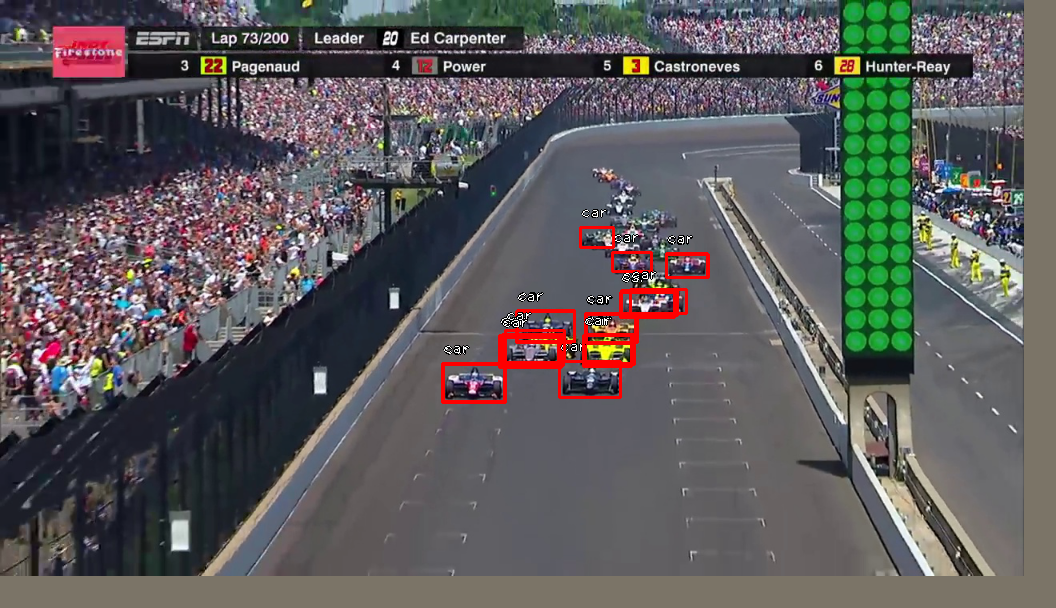 Firestone
ESPN Lap 73/200 Leader 20 Ed Carpenter
3 22 Pagenaud 4 12 Power 5 3 Castroneves 6 28 Hunter-Reay
SUN
car
car car
car
car car
car
car
car
car
car
car